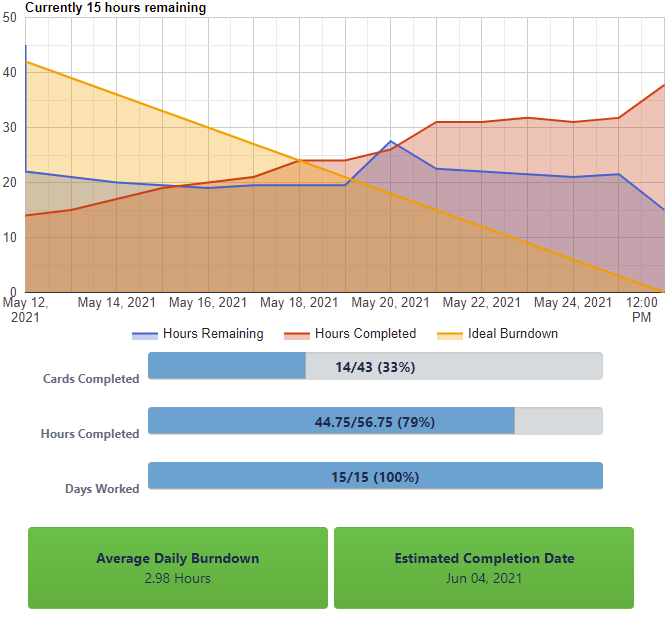 Currently 15 hours remaining
50
40
30
20
10
0
May 12, 2021
May 14, 2021
May 16, 2021
May 18, 2021
May 20, 2021
May 22, 2021
May 24, 2021
12:00 PM
Hours Remaining
Hours Completed
Ideal Burndown
Cards Completed
14/43 (33%)
Hours Completed
44.75/56.75 (79%)
Days Worked
15/15 (100%)
Average Daily Burndown
2.98 Hours
Estimated Completion Date
Jun 04, 2021